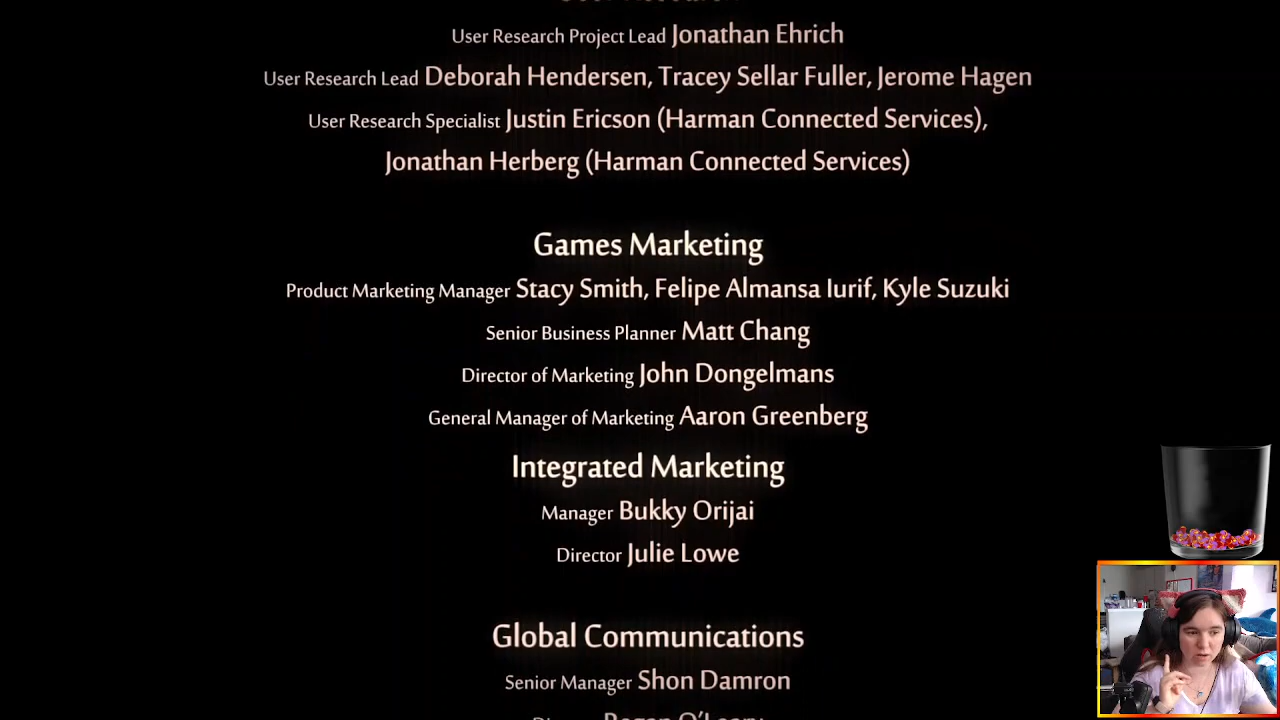 User Research Project Lead Jonathan Ehrich
User Research Lead Deborah Hendersen, Tracey Sellar Fuller, Jerome Hagen
User Research Specialist Justin Ericson (Harman Connected Services),
Jonathan Herberg (Harman Connected Services)
Games Marketing
Product Marketing Manager Stacy Smith, Felipe Almansa Iurif, Kyle Suzuki
Senior Business Planner Matt Chang
Director of Marketing John Dongelmans
General Manager of Marketing Aaron Greenberg
Integrated Marketing
Manager Bukky Orijai
Director Julie Lowe
Global Communications
Senior Manager Shon Damron